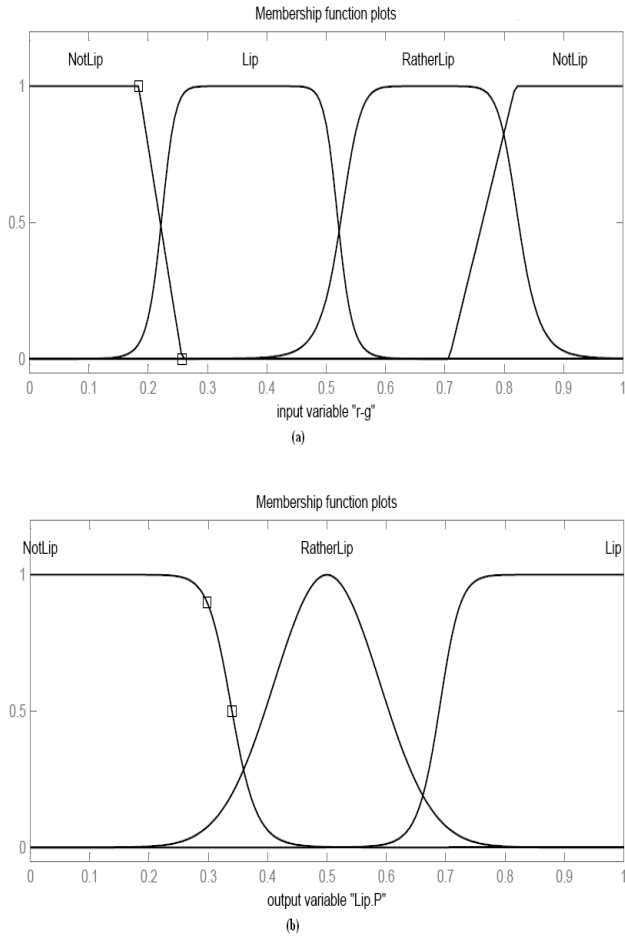 Membership function plots
NotLip Lip RatherLip NotLip
1
0.5
0
0 0.1 0.2 0.3 0.4 0.5 0.6 0.7 0.8 0.9 1
input variable "r-g"
(a)
Membership function plots
NotLip RatherLip Lip
1
0.5
0
0 0.1 0.2 0.3 0.4 0.5 0.6 0.7 0.8 0.9 1
output variable "Lip.P"
(b)